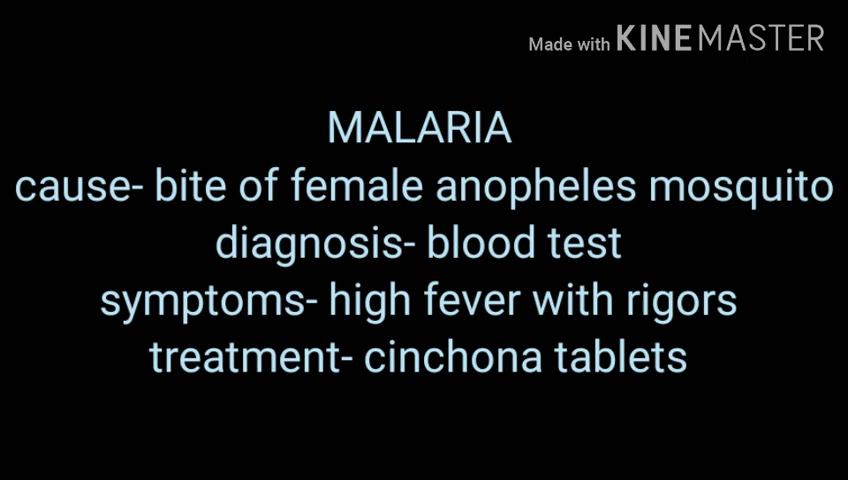 Made with KINEMASTER
MALARIA
cause- bite of female anopheles mosquito
diagnosis- blood test
symptoms- high fever with rigors
treatment- cinchona tablets